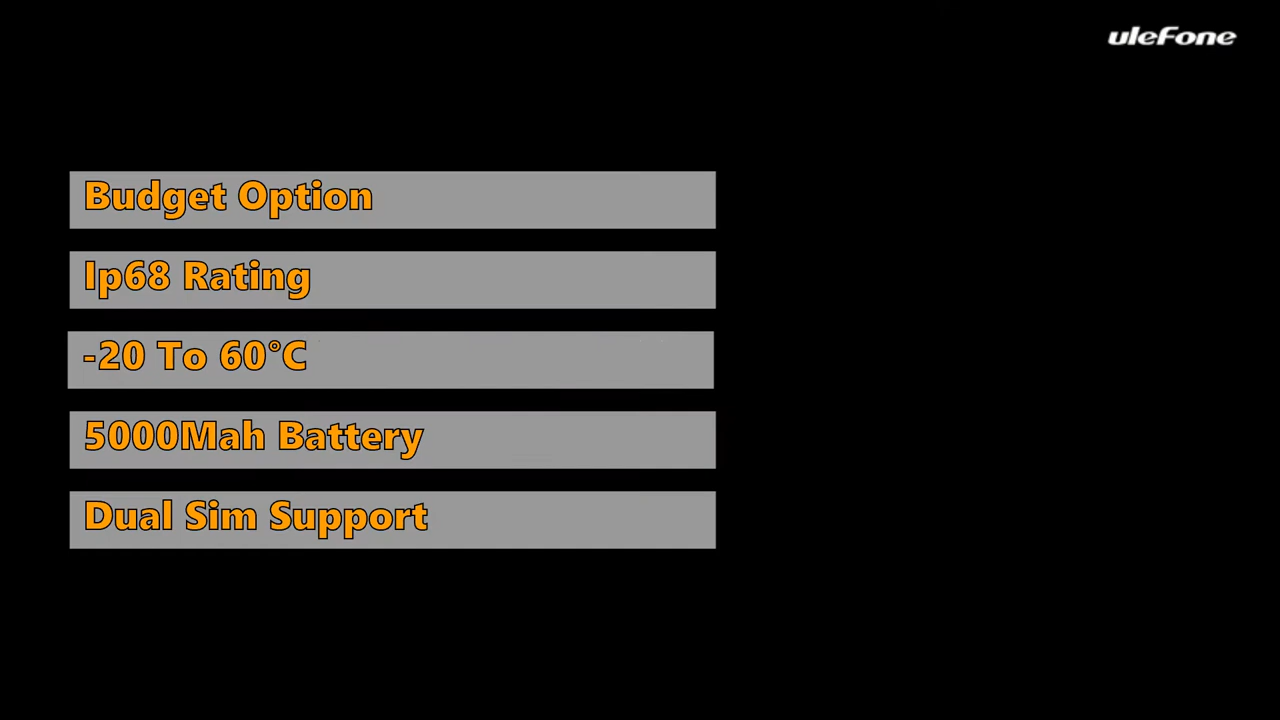 uleFone
Budget Option
Ip68 Rating
-20 To 60°C
5000Mah Battery
Dual Sim Support